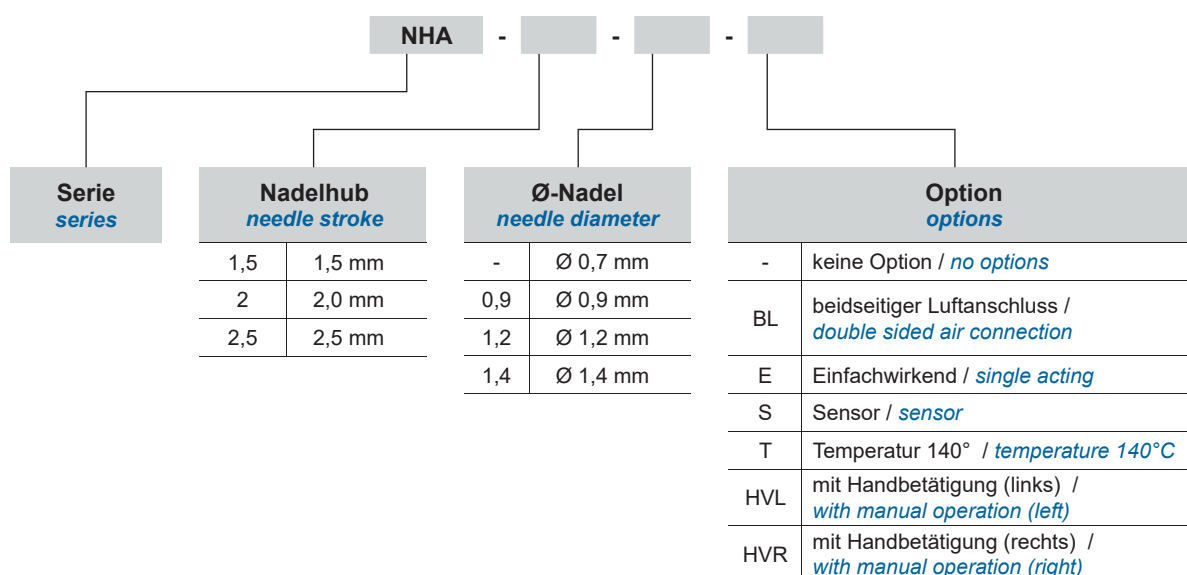 NHA - - -
Serie
series
Nadelhub
needle stroke
1,5 1,5 mm
2 2,0 mm
2,5 2,5 mm
Ø-Nadel
needle diameter
- Ø 0,7 mm
0,9 Ø 0,9 mm
1,2 Ø 1,2 mm
1,4 Ø 1,4 mm
Option
options
- keine Option / no options
BL beidseitiger Luftanschluss /
double sided air connection
E Einfachwirkend / single acting
S Sensor / sensor
T Temperatur 140° / temperature 140°C
HVL mit Handbetätigung (links) /
with manual operation (left)
HVR mit Handbetätigung (rechts) /
with manual operation (right)